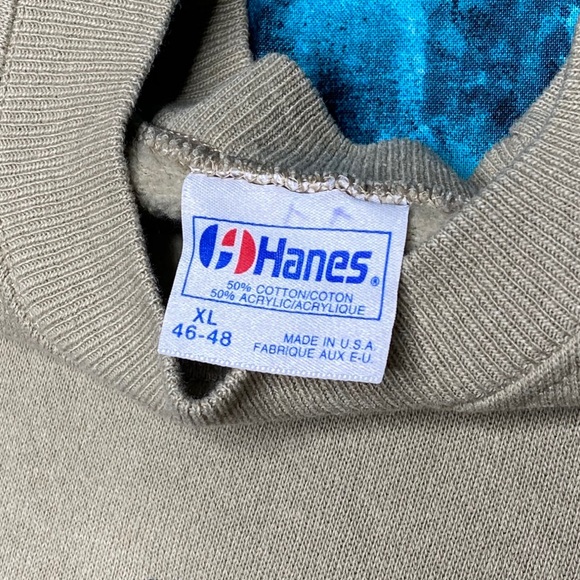 Hanes®
50% COTTON/COTON
50% ACRYLIC/ACRYLIQUE
XL
46-48
MADE IN U.S.A.
FABRIQUE AUX E-U.